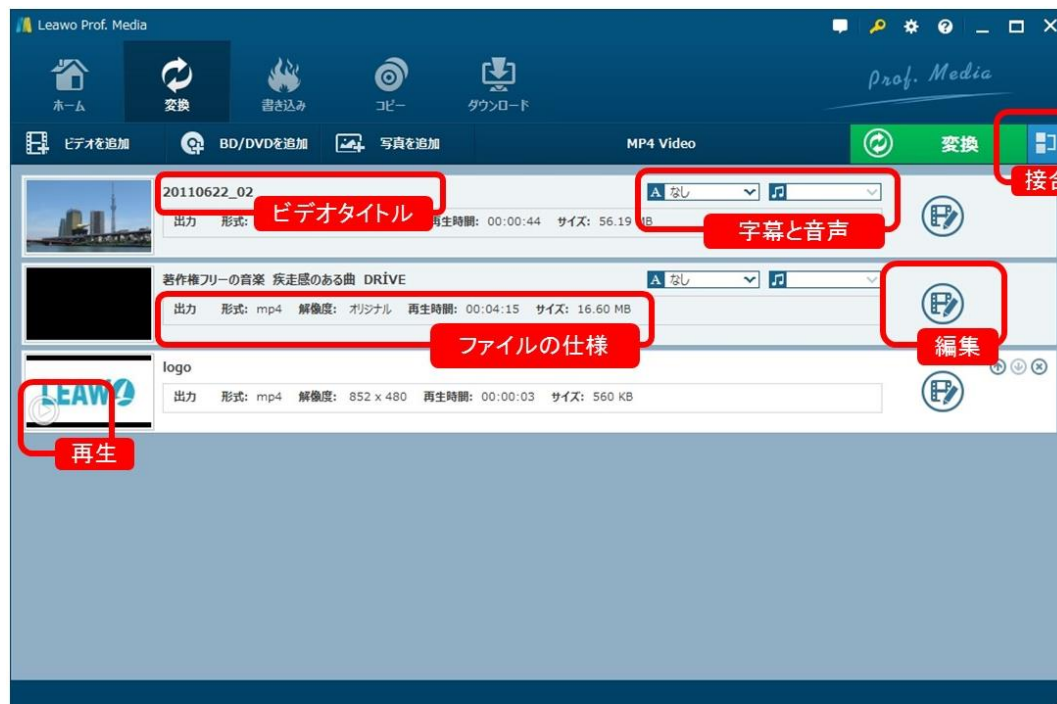 Leawo Prof. Media
ホーム
変換
書き込み
コピー
ダウンロード
Prof. Media
ビデオを追加
BD/DVDを追加
写真を追加
MP4 Video
変換
接合
20110622_02
A なし
ビデオタイトル
字幕と音声
出力 形式: 再生時間: 00:00:44 サイズ: 56.19 MB
著作権フリーの音楽 疾走感のある曲 DRİVE
A なし
出力 形式: mp4 解像度: オリジナル 再生時間: 00:04:15 サイズ: 16.60 MB
ファイルの仕様
編集
logo
LEAWO
出力 形式: mp4 解像度: 852 x 480 再生時間: 00:00:03 サイズ: 560 KB
再生